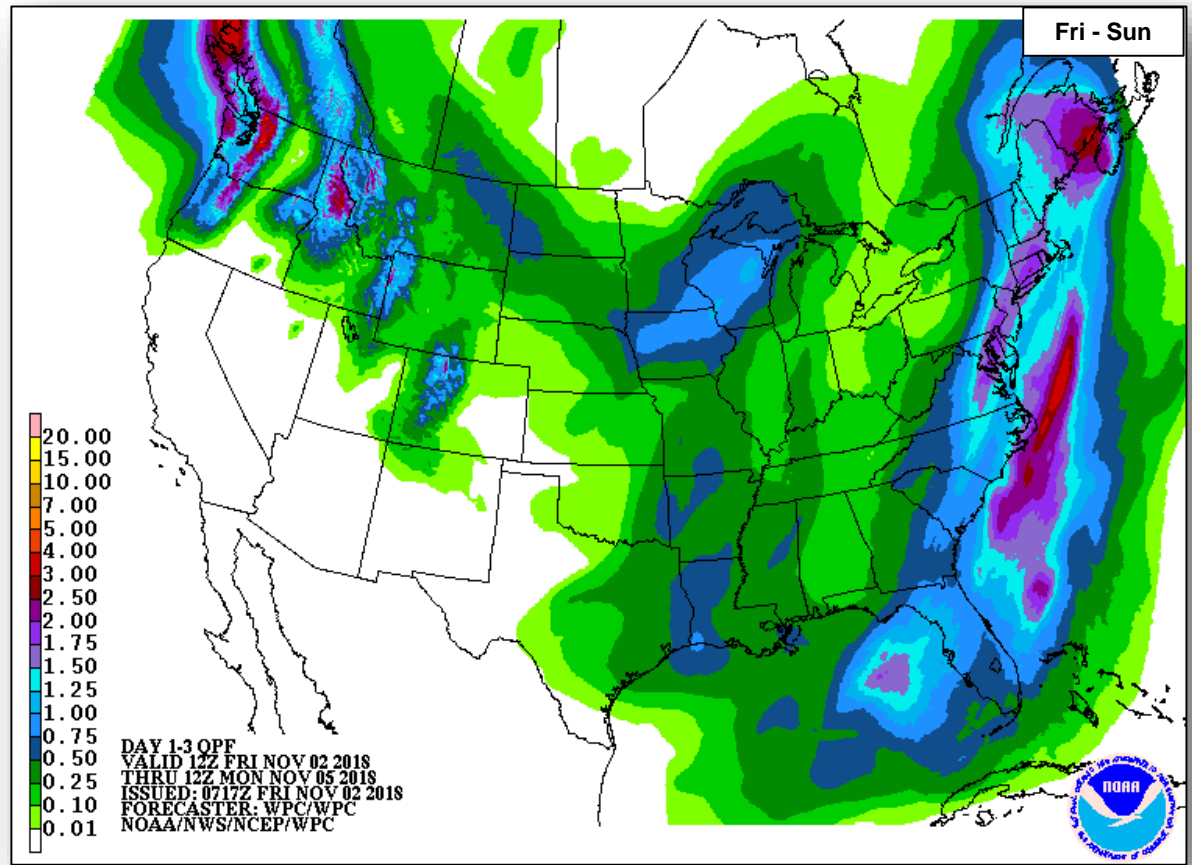 Fri - Sun
20.00
15.00
10.00
7.00
5.00
4.00
3.00
2.50
2.00
1.75
1.50
1.25
1.00
0.75
0.50
0.25
0.10
0.01
DAY 1-3 QPF
VALID 12Z FRI NOV 02 2018
THRU 12Z MON NOV 05 2018
ISSUED: 0717Z FRI NOV 02 2018
FORECASTER: WPC/WPC
NOAA/NWS/NCEP/WPC
NOAA